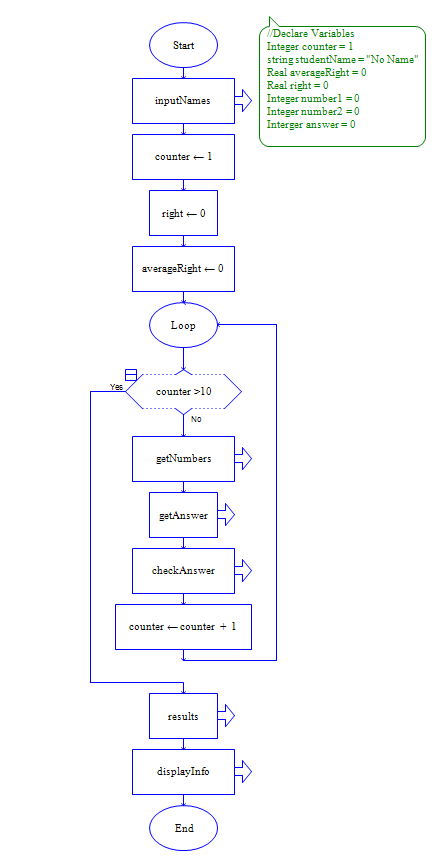 Start
//Declare Variables
Integer counter = 1
string studentName = "No Name"
Real averageRight = 0
Real right = 0
Integer number1 = 0
Integer number2 = 0
Interger answer = 0
inputNames
counter ← 1
right ← 0
averageRight ← 0
Loop
counter >10
Yes
No
getNumbers
getAnswer
checkAnswer
counter ← counter + 1
results
displayInfo
End